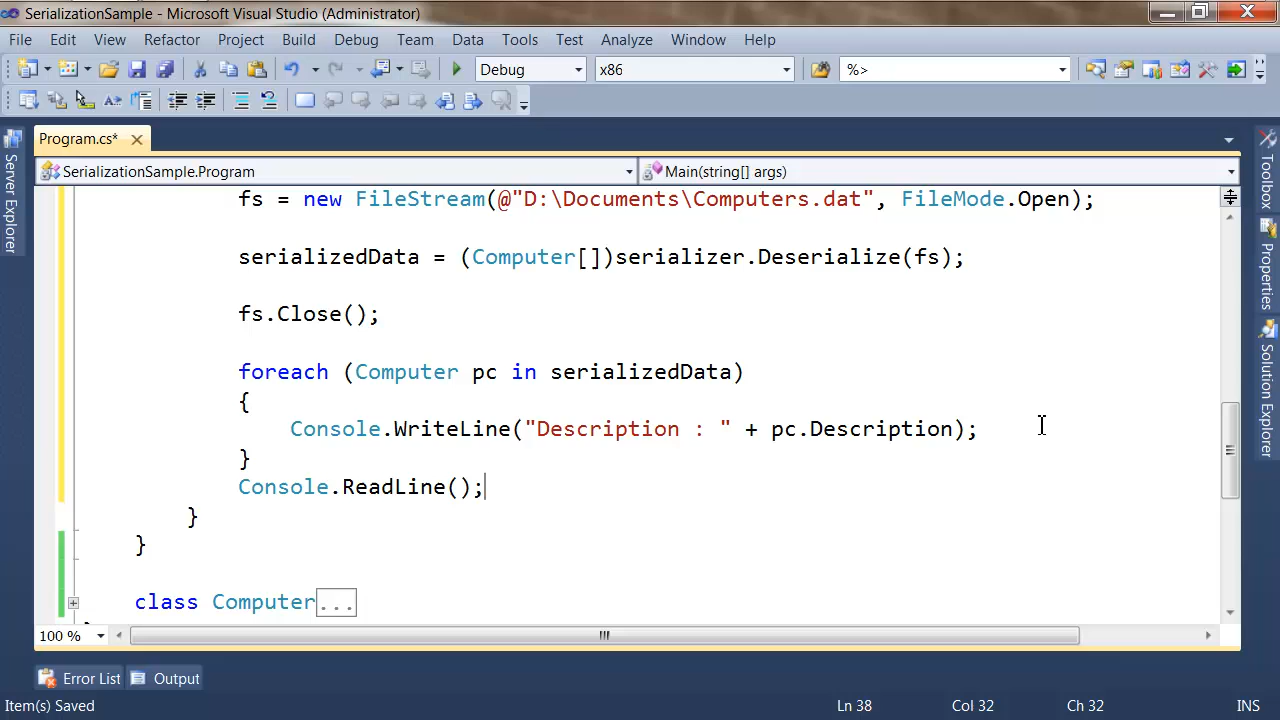 SerializationSample - Microsoft Visual Studio (Administrator)
File Edit View Refactor Project Build Debug Team Data Tools Test Analyze Window Help
Debug x86 %>
Program.cs*
SerializationSample.Program Main(string[] args)
fs = new FileStream(@"D:\Documents\Computers.dat", FileMode.Open);
serializedData = (Computer[])serializer.Deserialize(fs);
fs.Close();
foreach (Computer pc in serializedData)
{
Console.WriteLine("Description : " + pc.Description);
}
Console.ReadLine();
}
}
class Computer...
100 %
Error List Output
Item(s) Saved Ln 38 Col 32 Ch 32 INS
Server Explorer
Toolbox
Properties
Solution Explorer